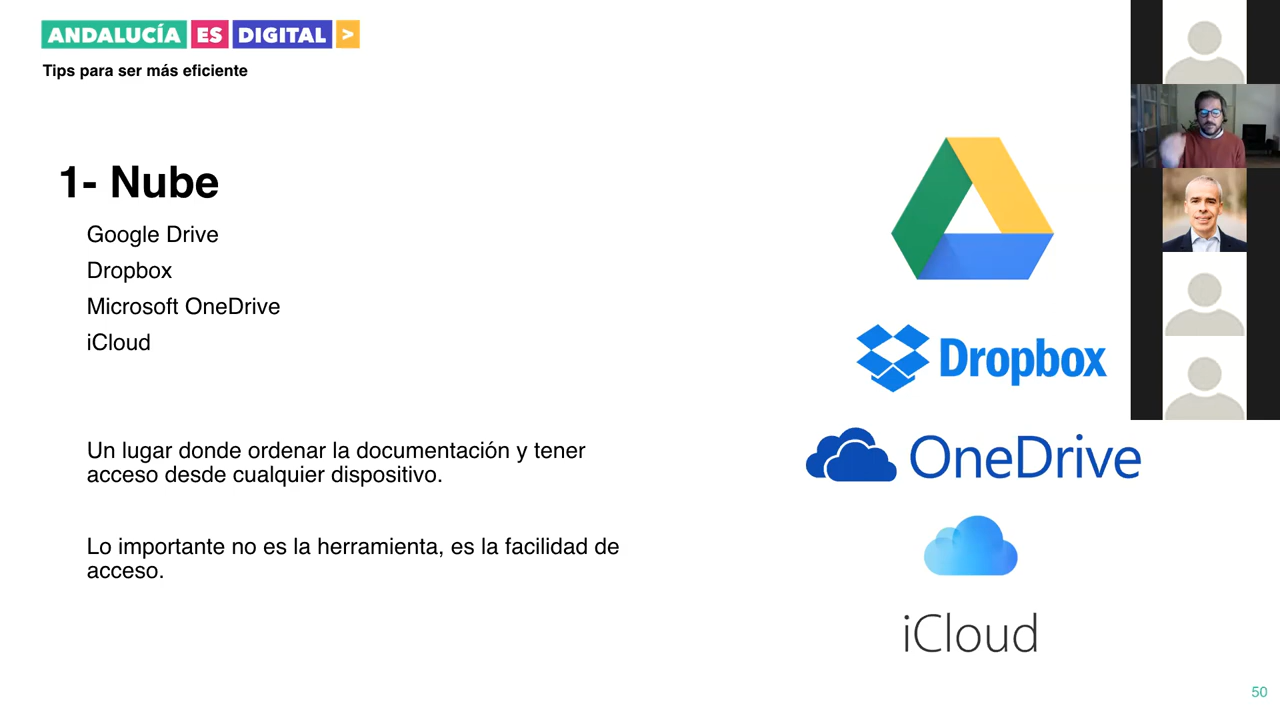 ANDALUCÍA ES DIGITAL >
Tips para ser más eficiente
1- Nube
Google Drive
Dropbox
Microsoft OneDrive
iCloud
Un lugar donde ordenar la documentación y tener
acceso desde cualquier dispositivo.
Lo importante no es la herramienta, es la facilidad de
acceso.
Dropbox
OneDrive
iCloud
50